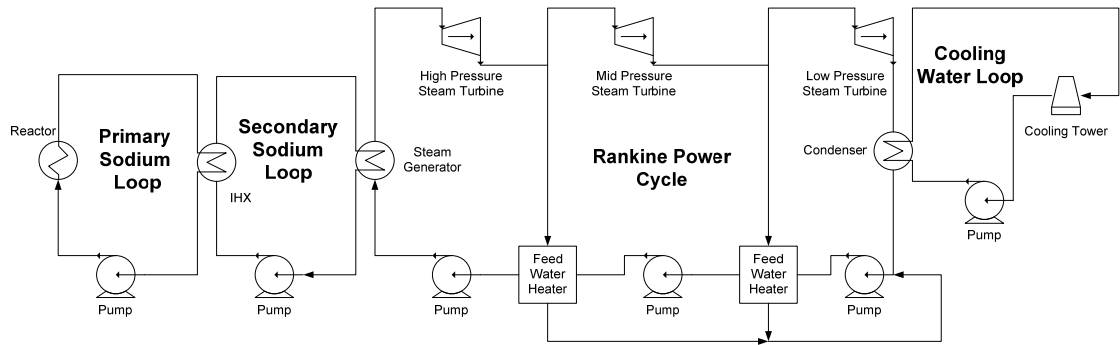 High Pressure
Steam Turbine
Mid Pressure
Steam Turbine
Low Pressure
Steam Turbine
Cooling
Water Loop
Cooling Tower
Reactor
Primary
Sodium
Loop
IHX
Secondary
Sodium
Loop
Steam
Generator
Rankine Power
Cycle
Condenser
Pump
Pump
Pump
Pump
Feed
Water
Heater
Pump
Feed
Water
Heater
Pump